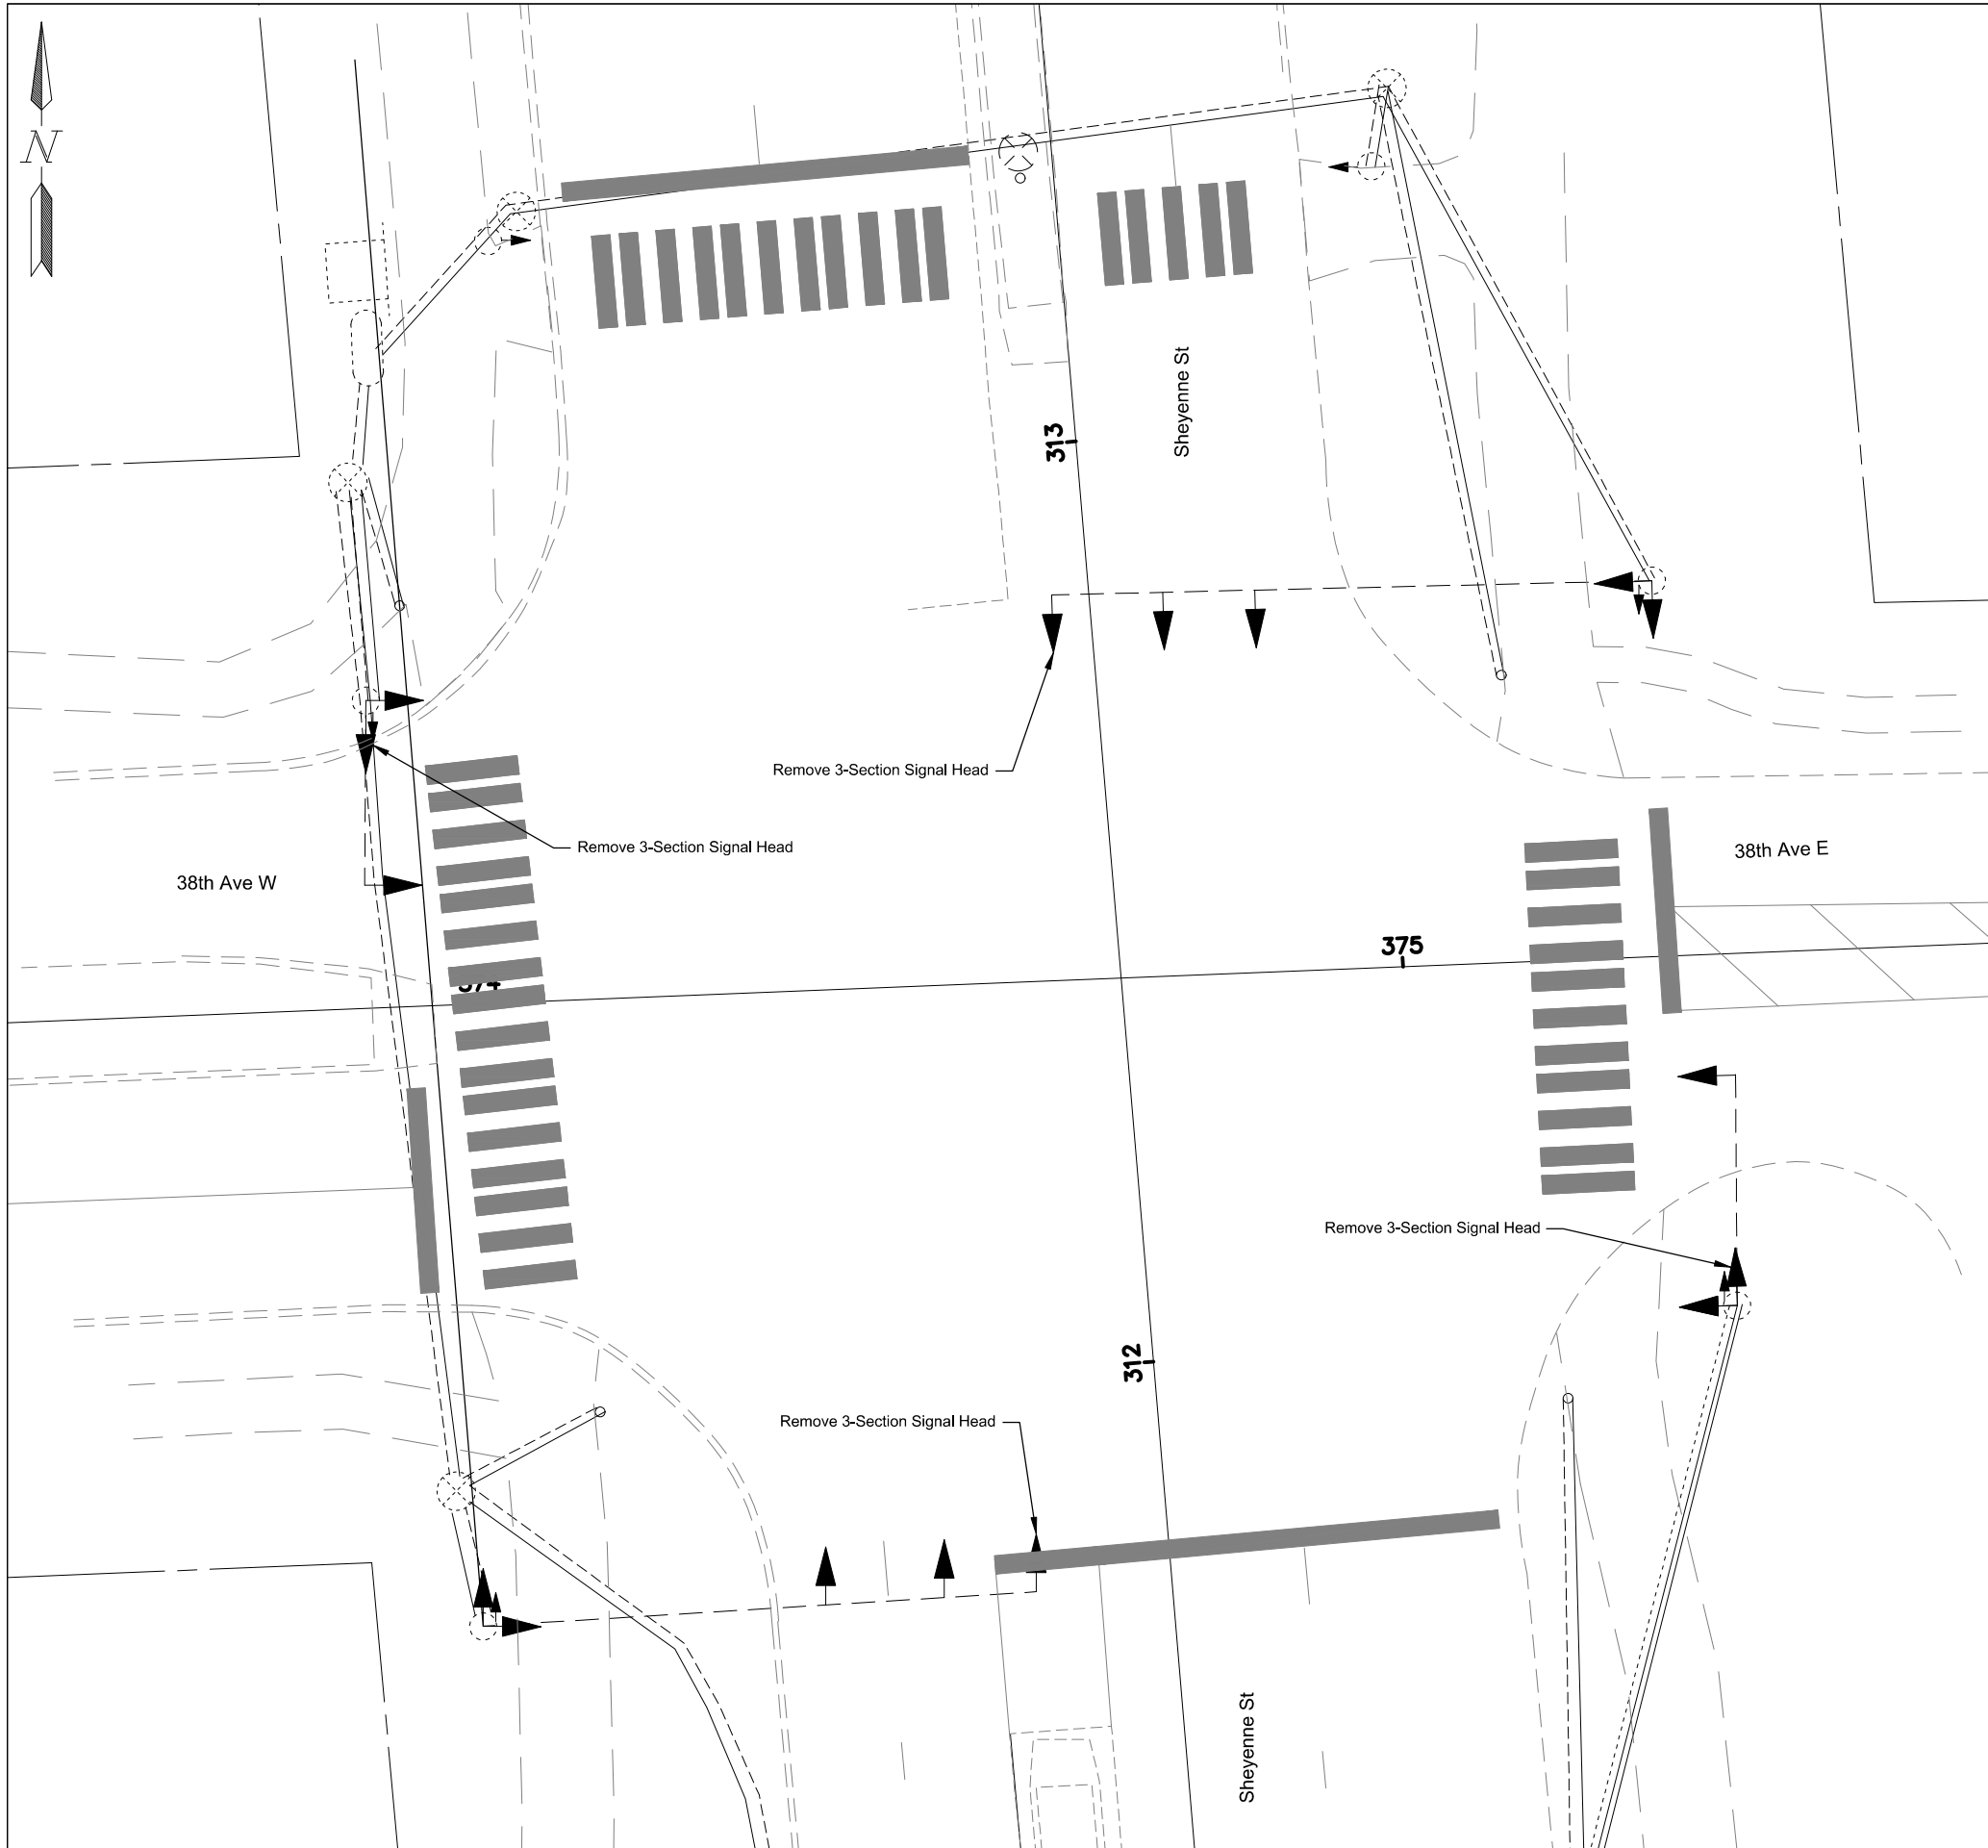 N
Sheyenne St
313
Remove 3-Section Signal Head
Remove 3-Section Signal Head
38th Ave E
38th Ave W
375
374
Remove 3-Section Signal Head
312
Remove 3-Section Signal Head
Sheyenne St